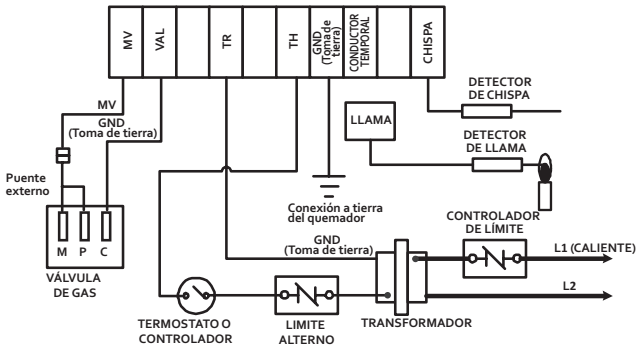 MV
VAL
TR
TH
GND
(Toma de
tierra)
CONDUCTOR
TEMPORAL
CHISPA
DETECTOR
DE CHISPA
MV
GND
(Toma de tierra)
LLAMA
DETECTOR
DE LLAMA
Puente
externo
Conexión a tierra
del quemador
CONTROLADOR
DE LÍMITE
GND
(Toma de tierra)
L1 (CALIENTE)
M P C
VÁLVULA
DE GAS
L2
TERMOSTATO O
CONTROLADOR
LIMITE
ALTERNO
TRANSFORMADOR